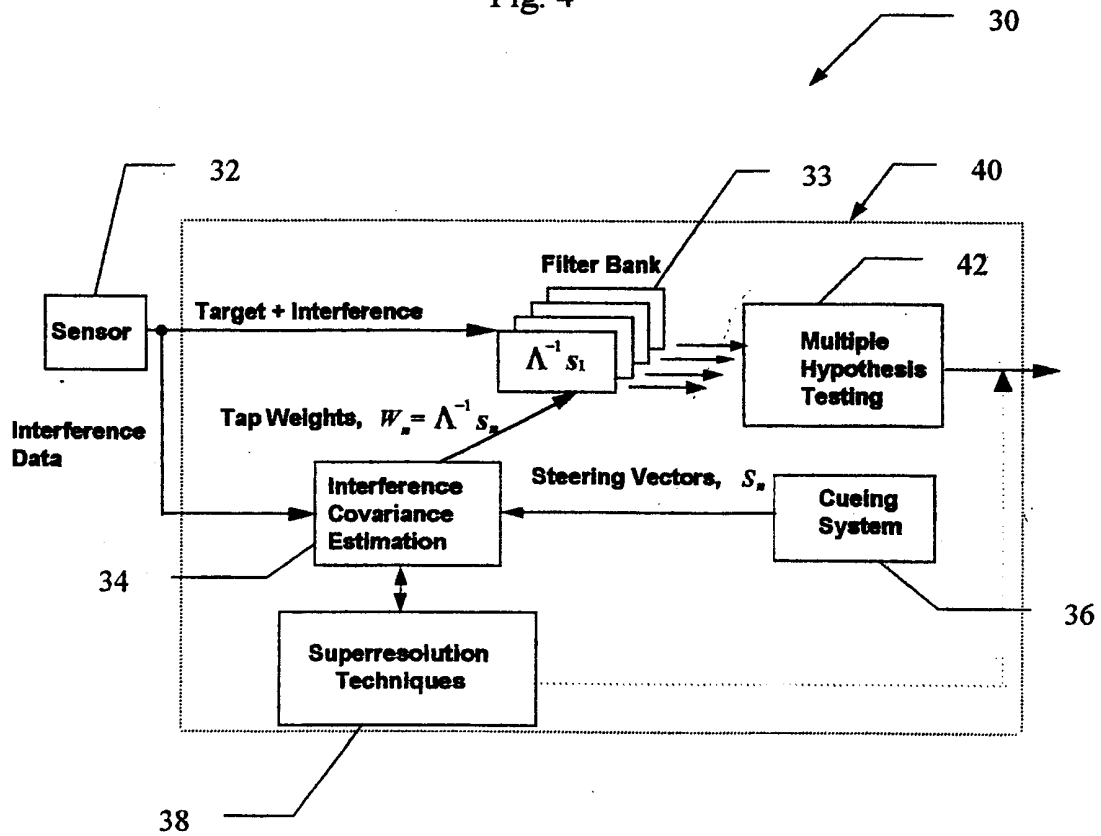 Fig. 4
30
32
33
40
Filter Bank
42
Sensor
Target + Interference
Λ⁻¹ s₁
Multiple
Hypothesis
Testing
Tap Weights, Wₙ = Λ⁻¹ sₙ
Interference
Data
Interference
Covariance
Estimation
Steering Vectors, Sₙ
Cueing
System
34
36
Superresolution
Techniques
38